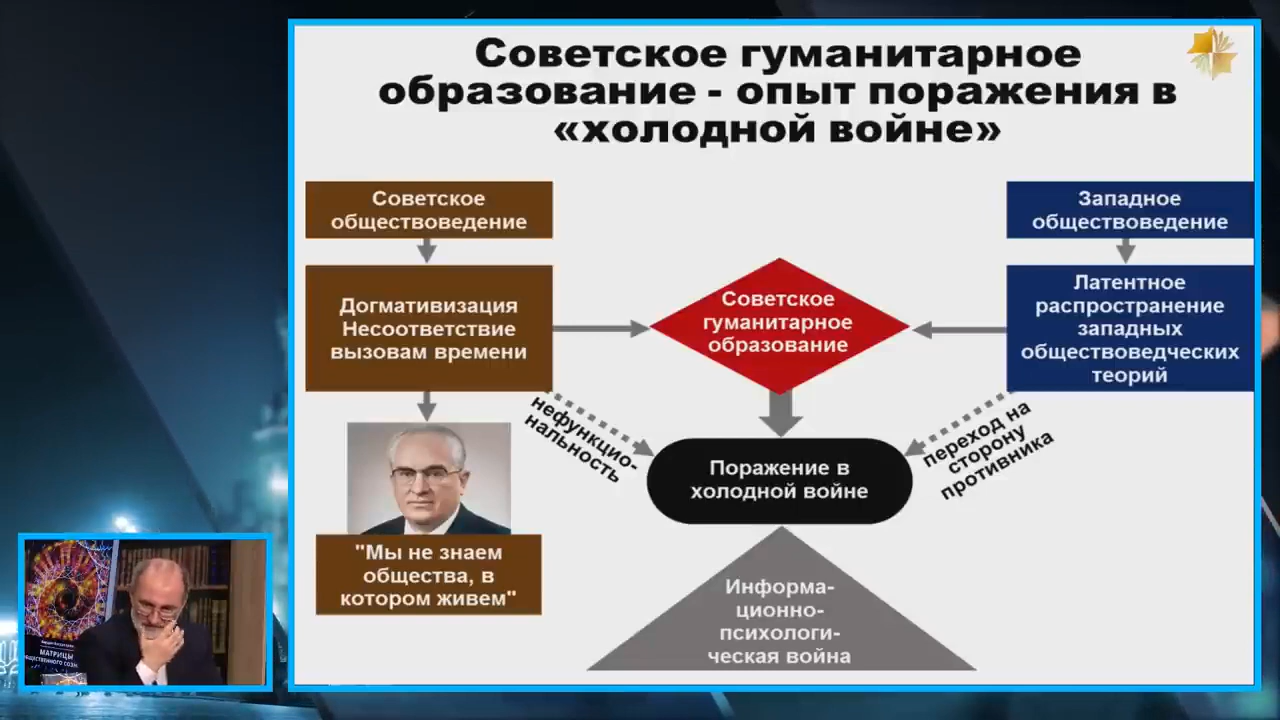 Советское гуманитарное
образование - опыт поражения в
«холодной войне»
Советское
обществоведение
Западное
обществоведение
Догмативизация
Несоответствие
вызовам времени
Советское
гуманитарное
образование
Латентное
распространение
западных
обществоведческих
теорий
нефункцио-
нальность
переход на
сторону
противника
Поражение в
холодной войне
"Мы не знаем
общества, в
котором живем"
Информа-
ционно-
психологи-
ческая война
МАТРИЦЫ